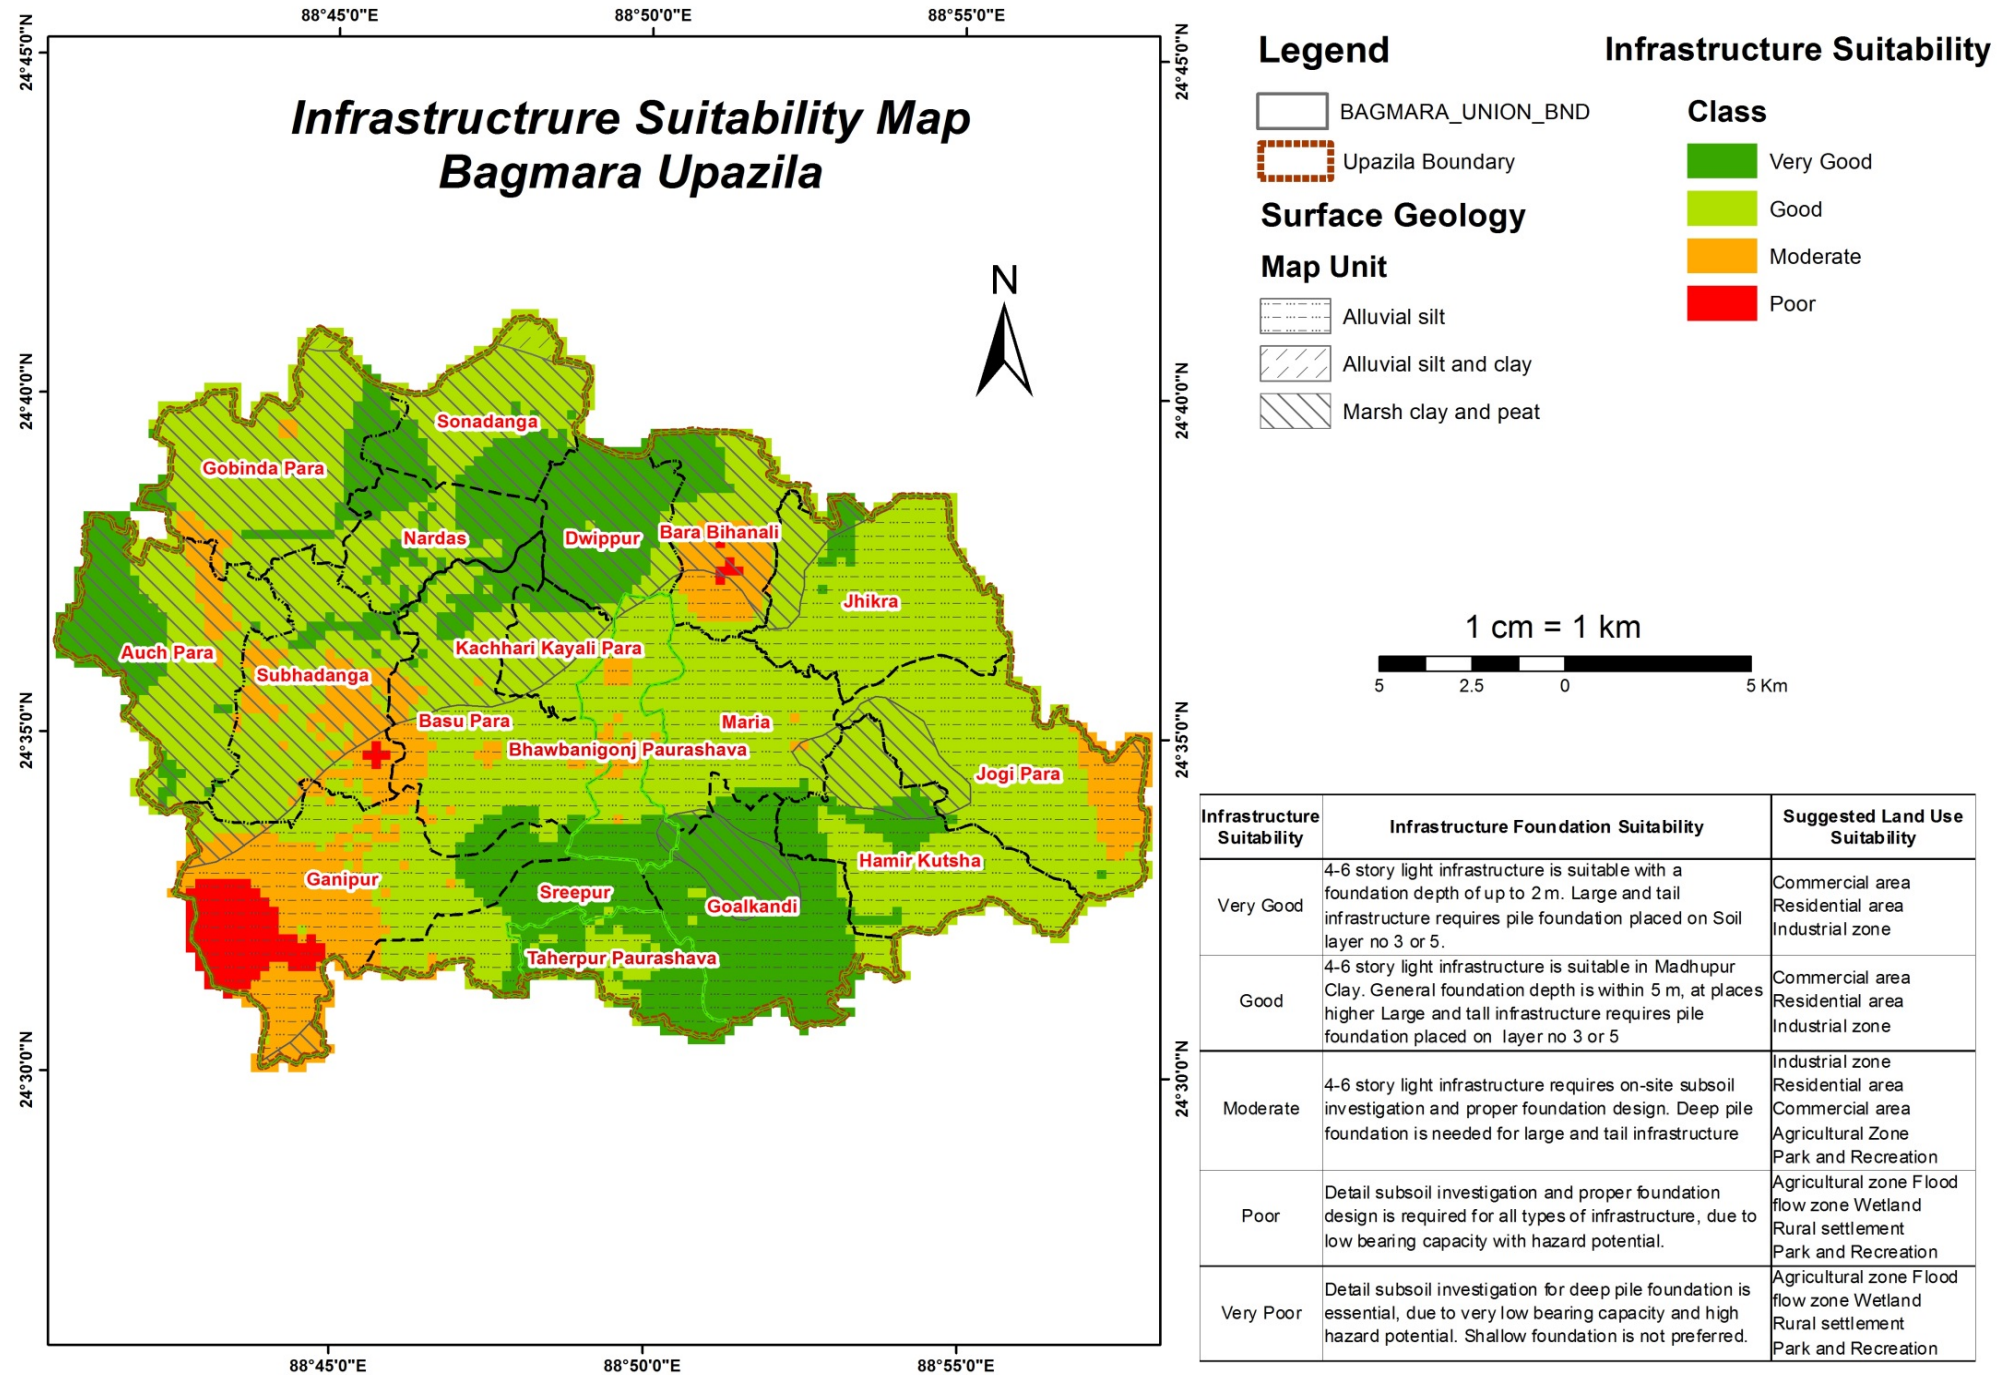 88°45'0"E
88°50'0"E
88°55'0"E
24°45'0"N
24°45'0"N
Infrastructrure Suitability Map
Bagmara Upazila
N
24°40'0"N
24°40'0"N
Sonadanga
Gobinda Para
Nardas
Dwippur
Bara Bihanali
Jhikra
Auch Para
Subhadanga
Kachhari Kayali Para
Basu Para
Maria
Bhawbanigonj Paurashava
Jogi Para
24°35'0"N
24°35'0"N
Hamir Kutsha
Ganipur
Sreepur
Goalkandi
Taherpur Paurashava
24°30'0"N
24°30'0"N
88°45'0"E
88°50'0"E
88°55'0"E
Legend
BAGMARA_UNION_BND
Upazila Boundary
Surface Geology
Map Unit
Alluvial silt
Alluvial silt and clay
Marsh clay and peat
Infrastructure Suitability
Class
Very Good
Good
Moderate
Poor
1 cm = 1 km
5 2.5 0 5 Km
Infrastructure
Suitability
Infrastructure Foundation Suitability
Suggested Land Use
Suitability
Very Good
4-6 story light infrastructure is suitable with a
foundation depth of up to 2 m. Large and tail
infrastructure requires pile foundation placed on Soil
layer no 3 or 5.
Commercial area
Residential area
Industrial zone
Good
4-6 story light infrastructure is suitable in Madhupur
Clay. General foundation depth is within 5 m, at places
higher Large and tall infrastructure requires pile
foundation placed on layer no 3 or 5
Commercial area
Residential area
Industrial zone
Moderate
4-6 story light infrastructure requires on-site subsoil
investigation and proper foundation design. Deep pile
foundation is needed for large and tail infrastructure
Industrial zone
Residential area
Commercial area
Agricultural Zone
Park and Recreation
Poor
Detail subsoil investigation and proper foundation
design is required for all types of infrastructure, due to
low bearing capacity with hazard potential.
Agricultural zone Flood
flow zone Wetland
Rural settlement
Park and Recreation
Very Poor
Detail subsoil investigation for deep pile foundation is
essential, due to very low bearing capacity and high
hazard potential. Shallow foundation is not preferred.
Agricultural zone Flood
flow zone Wetland
Rural settlement
Park and Recreation